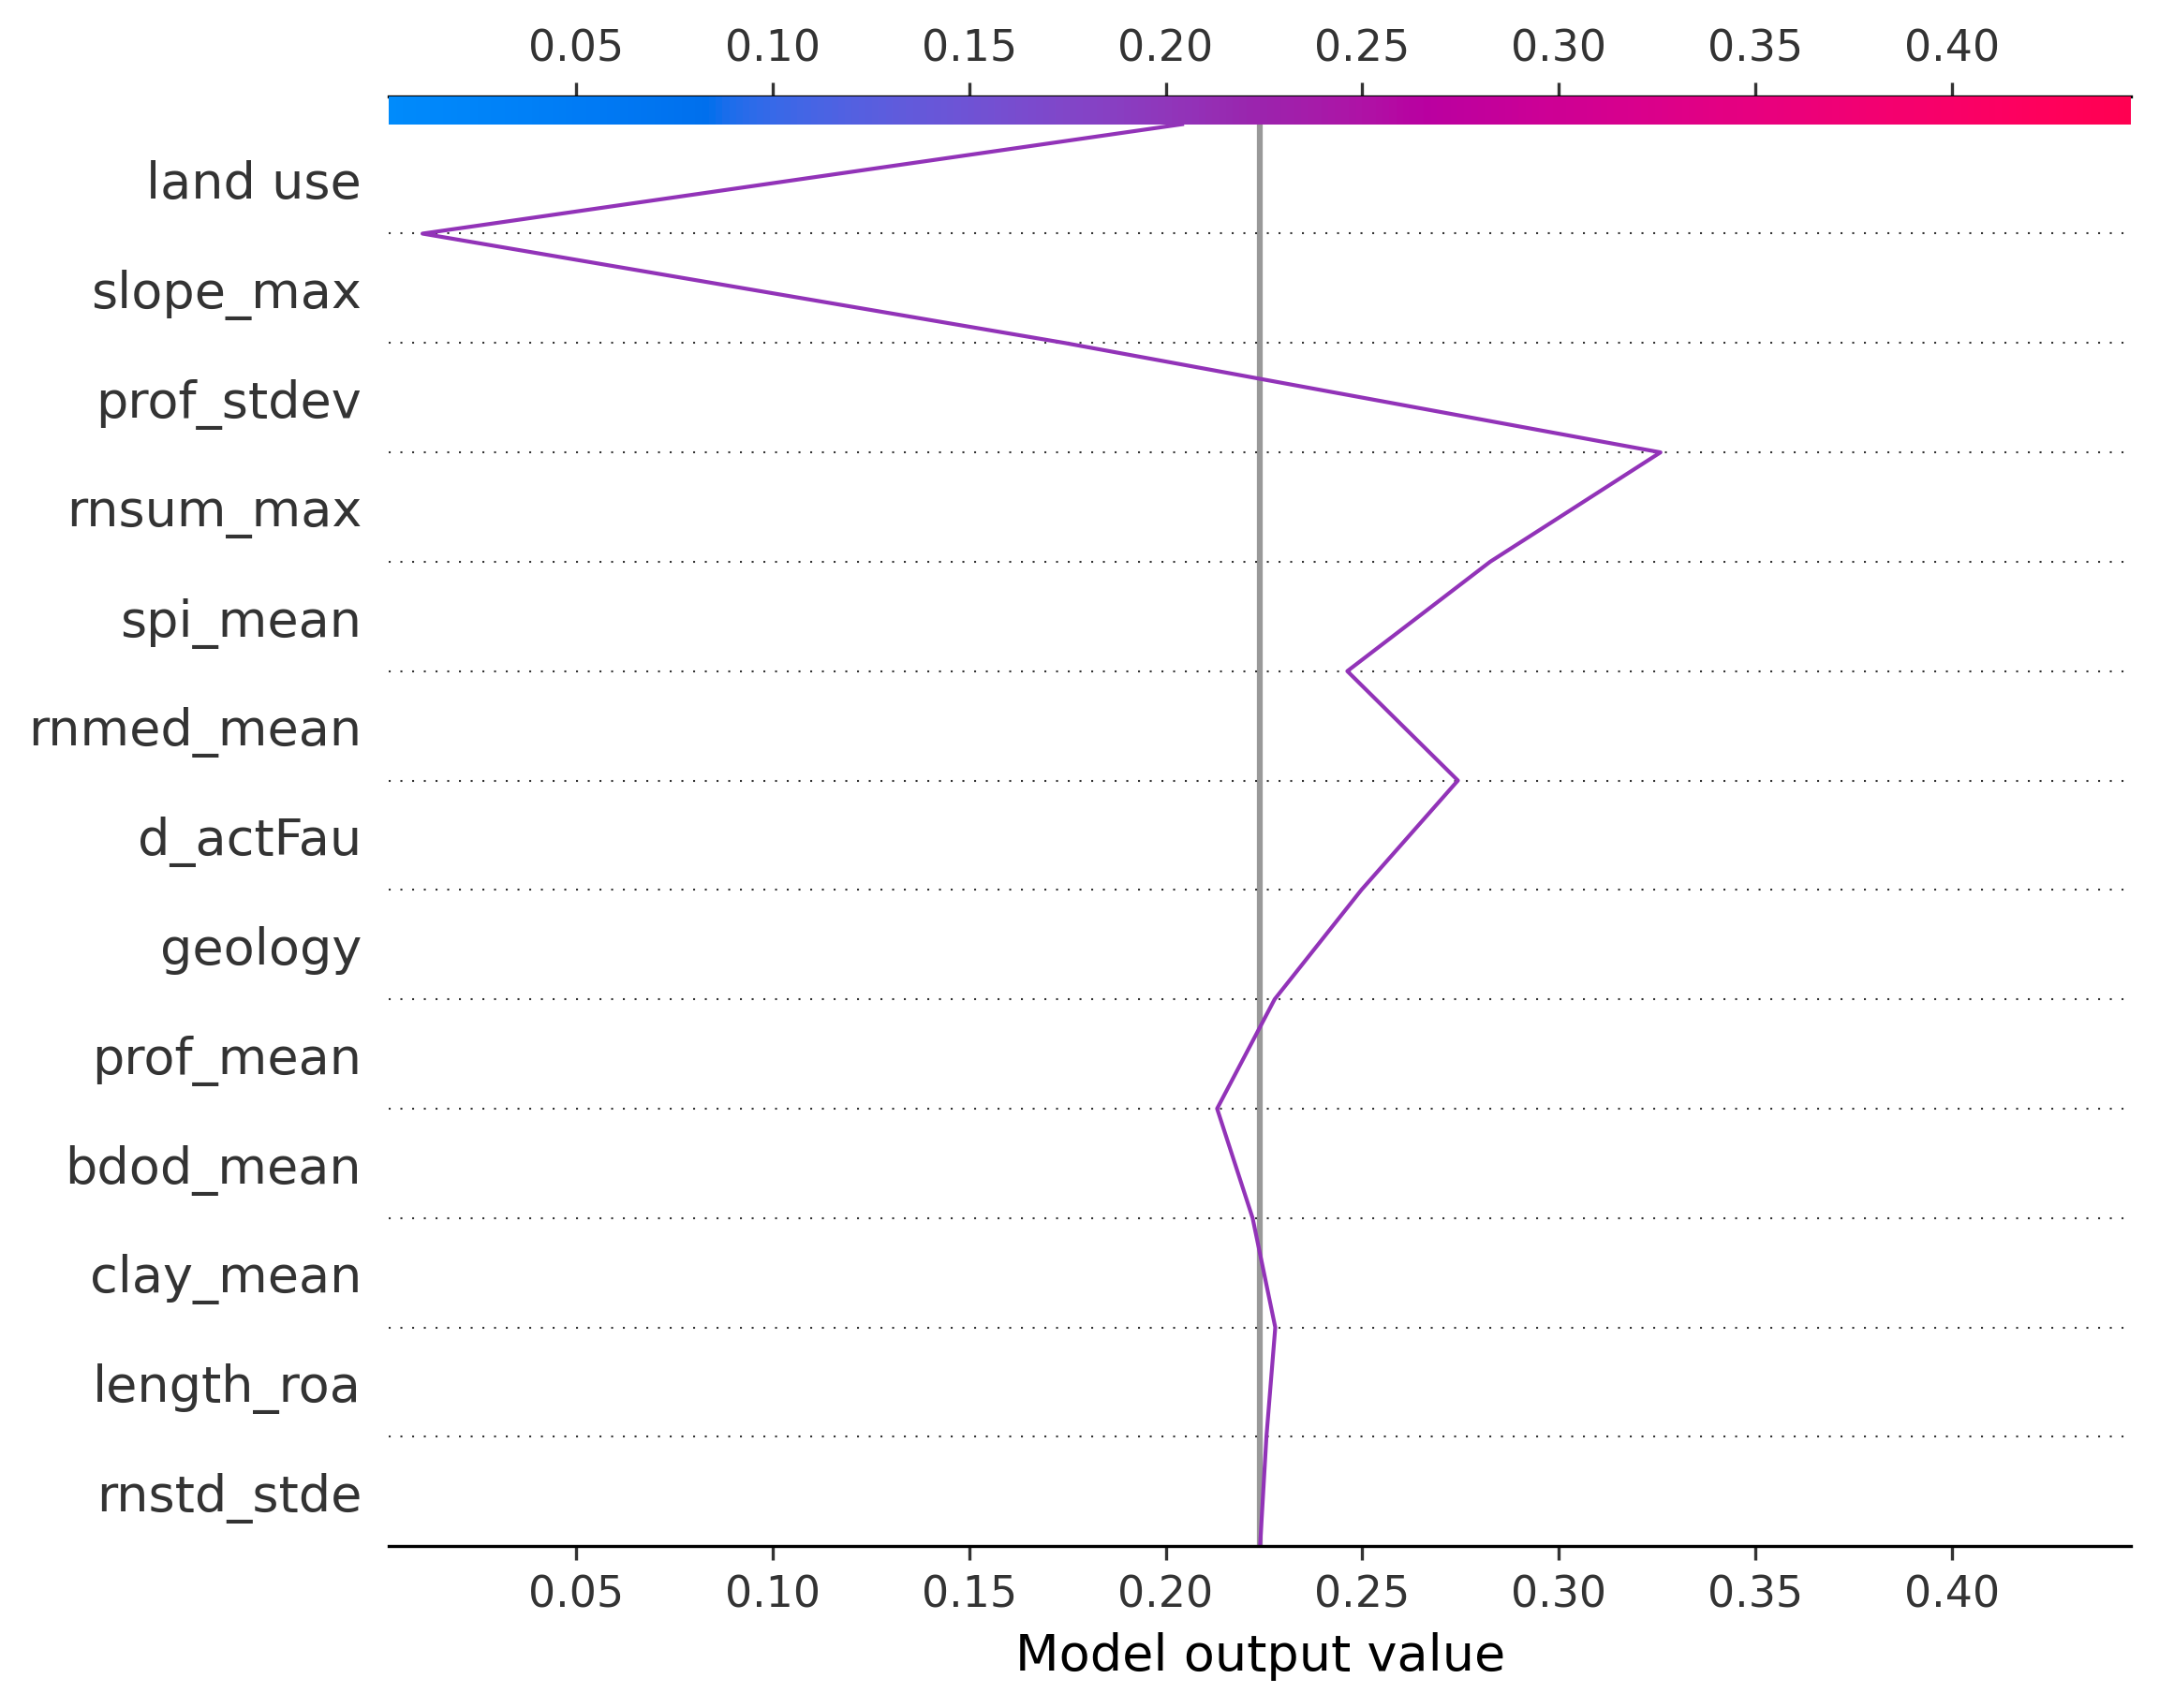 0.05 0.10 0.15 0.20 0.25 0.30 0.35 0.40
land use
slope_max
prof_stdev
rnsum_max
spi_mean
rnmed_mean
d_actFau
geology
prof_mean
bdod_mean
clay_mean
length_roa
rnstd_stde
0.05 0.10 0.15 0.20 0.25 0.30 0.35 0.40
Model output value